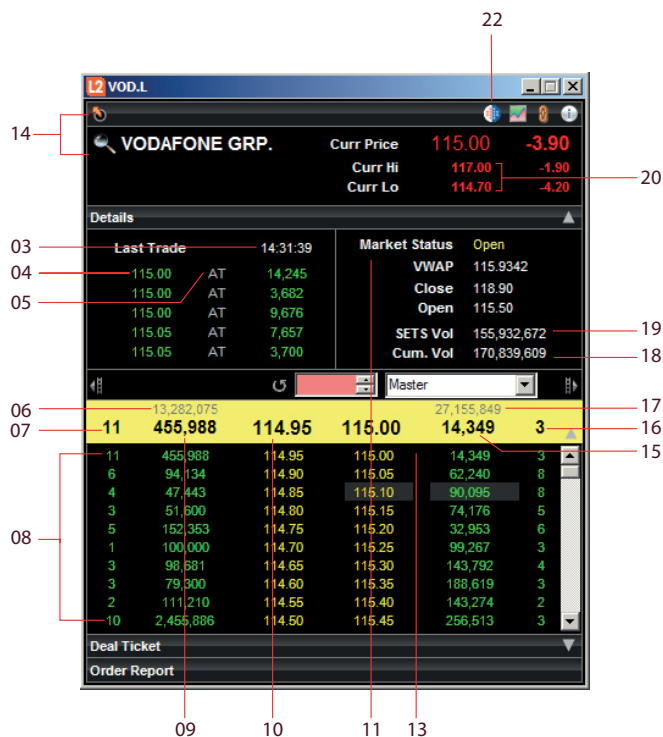 22
L2 VOD.L
14
VODAFONE GRP. Curr Price 115.00 -3.90
Curr Hi 117.00 -1.90
20
Curr Lo 114.70 -4.20
Details
03 Last Trade 14:31:39 Market Status Open
04 115.00 AT 14,245 VWAP 115.9342
05 115.00 AT 3,682 Close 118.90
115.00 AT 9,676 Open 115.50
115.05 AT 7,657 SETS Vol 155,932,672 19
115.05 AT 3,700 Cum. Vol 170,839,609 18
Master
06 13,282,075 27,155,849 17
07 11 455,988 114.95 115.00 14,349 3 16
15
11 455,988 114.95 115.00 14,349 3
6 94,134 114.90 115.05 62,240 8
4 47,443 114.85 115.10 90,095 8
3 51,600 114.80 115.15 74,176 5
08 5 152,353 114.75 115.20 32,953 6
1 100,000 114.70 115.25 99,267 3
3 98,681 114.65 115.30 143,792 4
3 79,300 114.60 115.35 188,619 3
2 111,210 114.55 115.40 143,274 2
10 2,455,886 114.50 115.45 256,513 3
Deal Ticket
Order Report
09 10 11 13